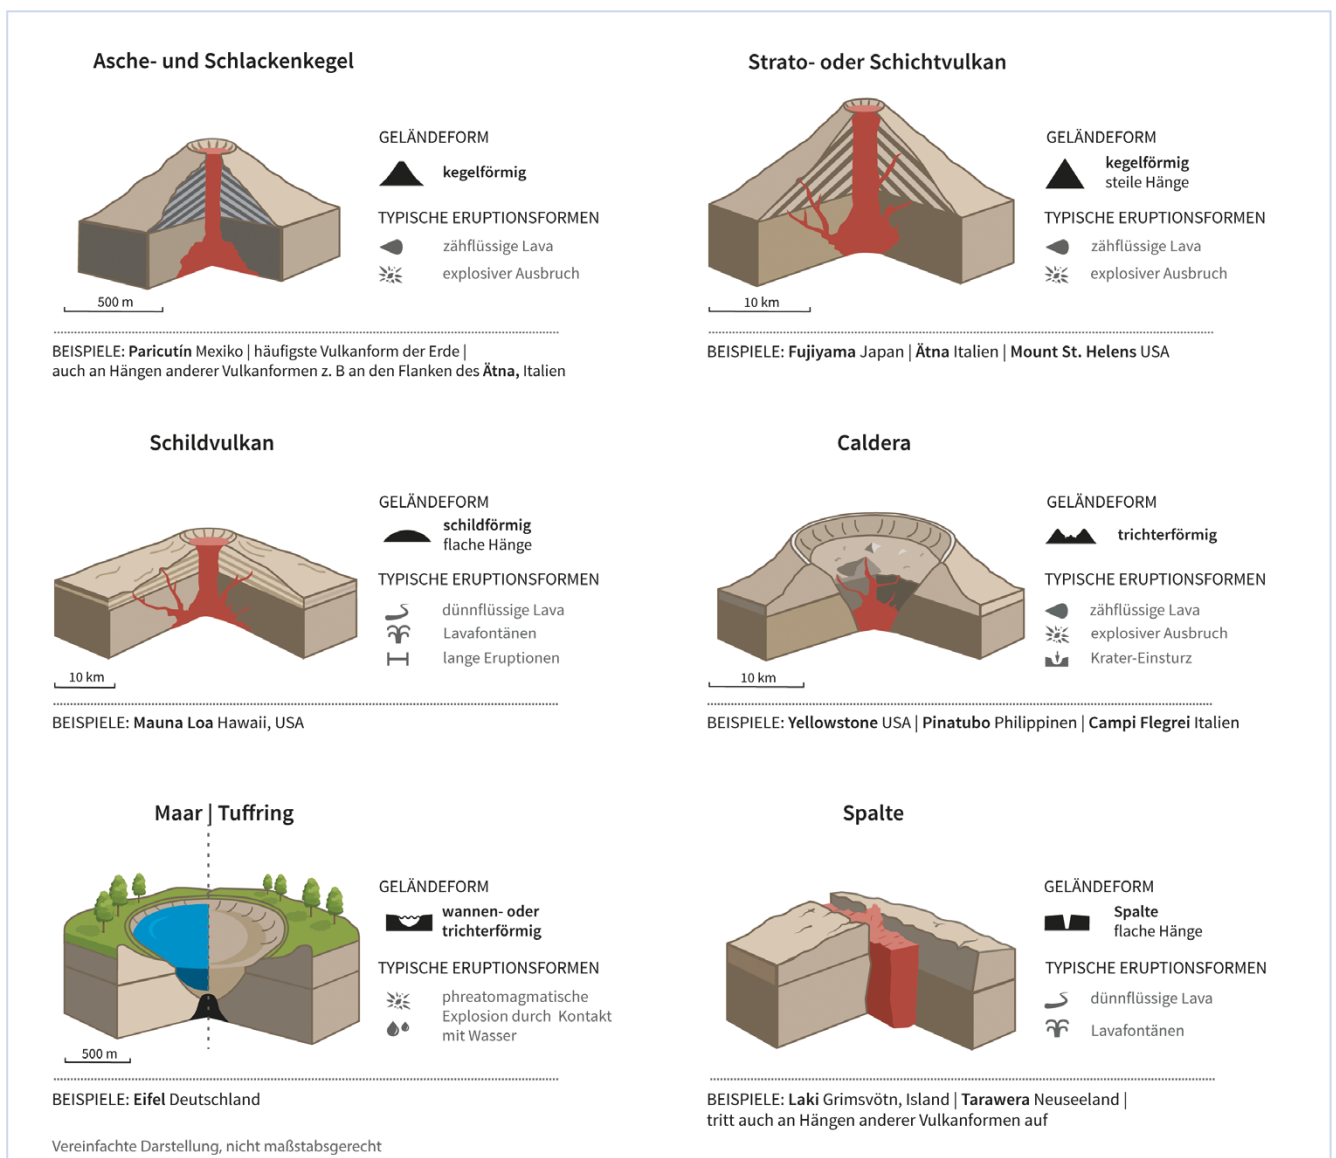 Asche- und Schlackenkegel
GELÄNDEFORM
kegelförmig
TYPISCHE ERUPTIONSFORMEN
zähflüssige Lava
explosiver Ausbruch
500 m
BEISPIELE: Paricutín Mexiko | häufigste Vulkanform der Erde |
auch an Hängen anderer Vulkanformen z. B an den Flanken des Ätna, Italien
Strato- oder Schichtvulkan
GELÄNDEFORM
kegelförmig
steile Hänge
TYPISCHE ERUPTIONSFORMEN
zähflüssige Lava
explosiver Ausbruch
10 km
BEISPIELE: Fujiyama Japan | Ätna Italien | Mount St. Helens USA
Schildvulkan
GELÄNDEFORM
schildförmig
flache Hänge
TYPISCHE ERUPTIONSFORMEN
dünnflüssige Lava
Lavafontänen
lange Eruptionen
10 km
BEISPIELE: Mauna Loa Hawaii, USA
Caldera
GELÄNDEFORM
trichterförmig
TYPISCHE ERUPTIONSFORMEN
zähflüssige Lava
explosiver Ausbruch
Krater-Einsturz
10 km
BEISPIELE: Yellowstone USA | Pinatubo Philippinen | Campi Flegrei Italien
Maar | Tuffring
GELÄNDEFORM
wannen- oder
trichterförmig
TYPISCHE ERUPTIONSFORMEN
phreatomagmatische
Explosion durch Kontakt
mit Wasser
500 m
BEISPIELE: Eifel Deutschland
Spalte
GELÄNDEFORM
Spalte
flache Hänge
TYPISCHE ERUPTIONSFORMEN
dünnflüssige Lava
Lavafontänen
BEISPIELE: Laki Grimsvötn, Island | Tarawera Neuseeland |
tritt auch an Hängen anderer Vulkanformen auf
Vereinfachte Darstellung, nicht maßstabsgerecht